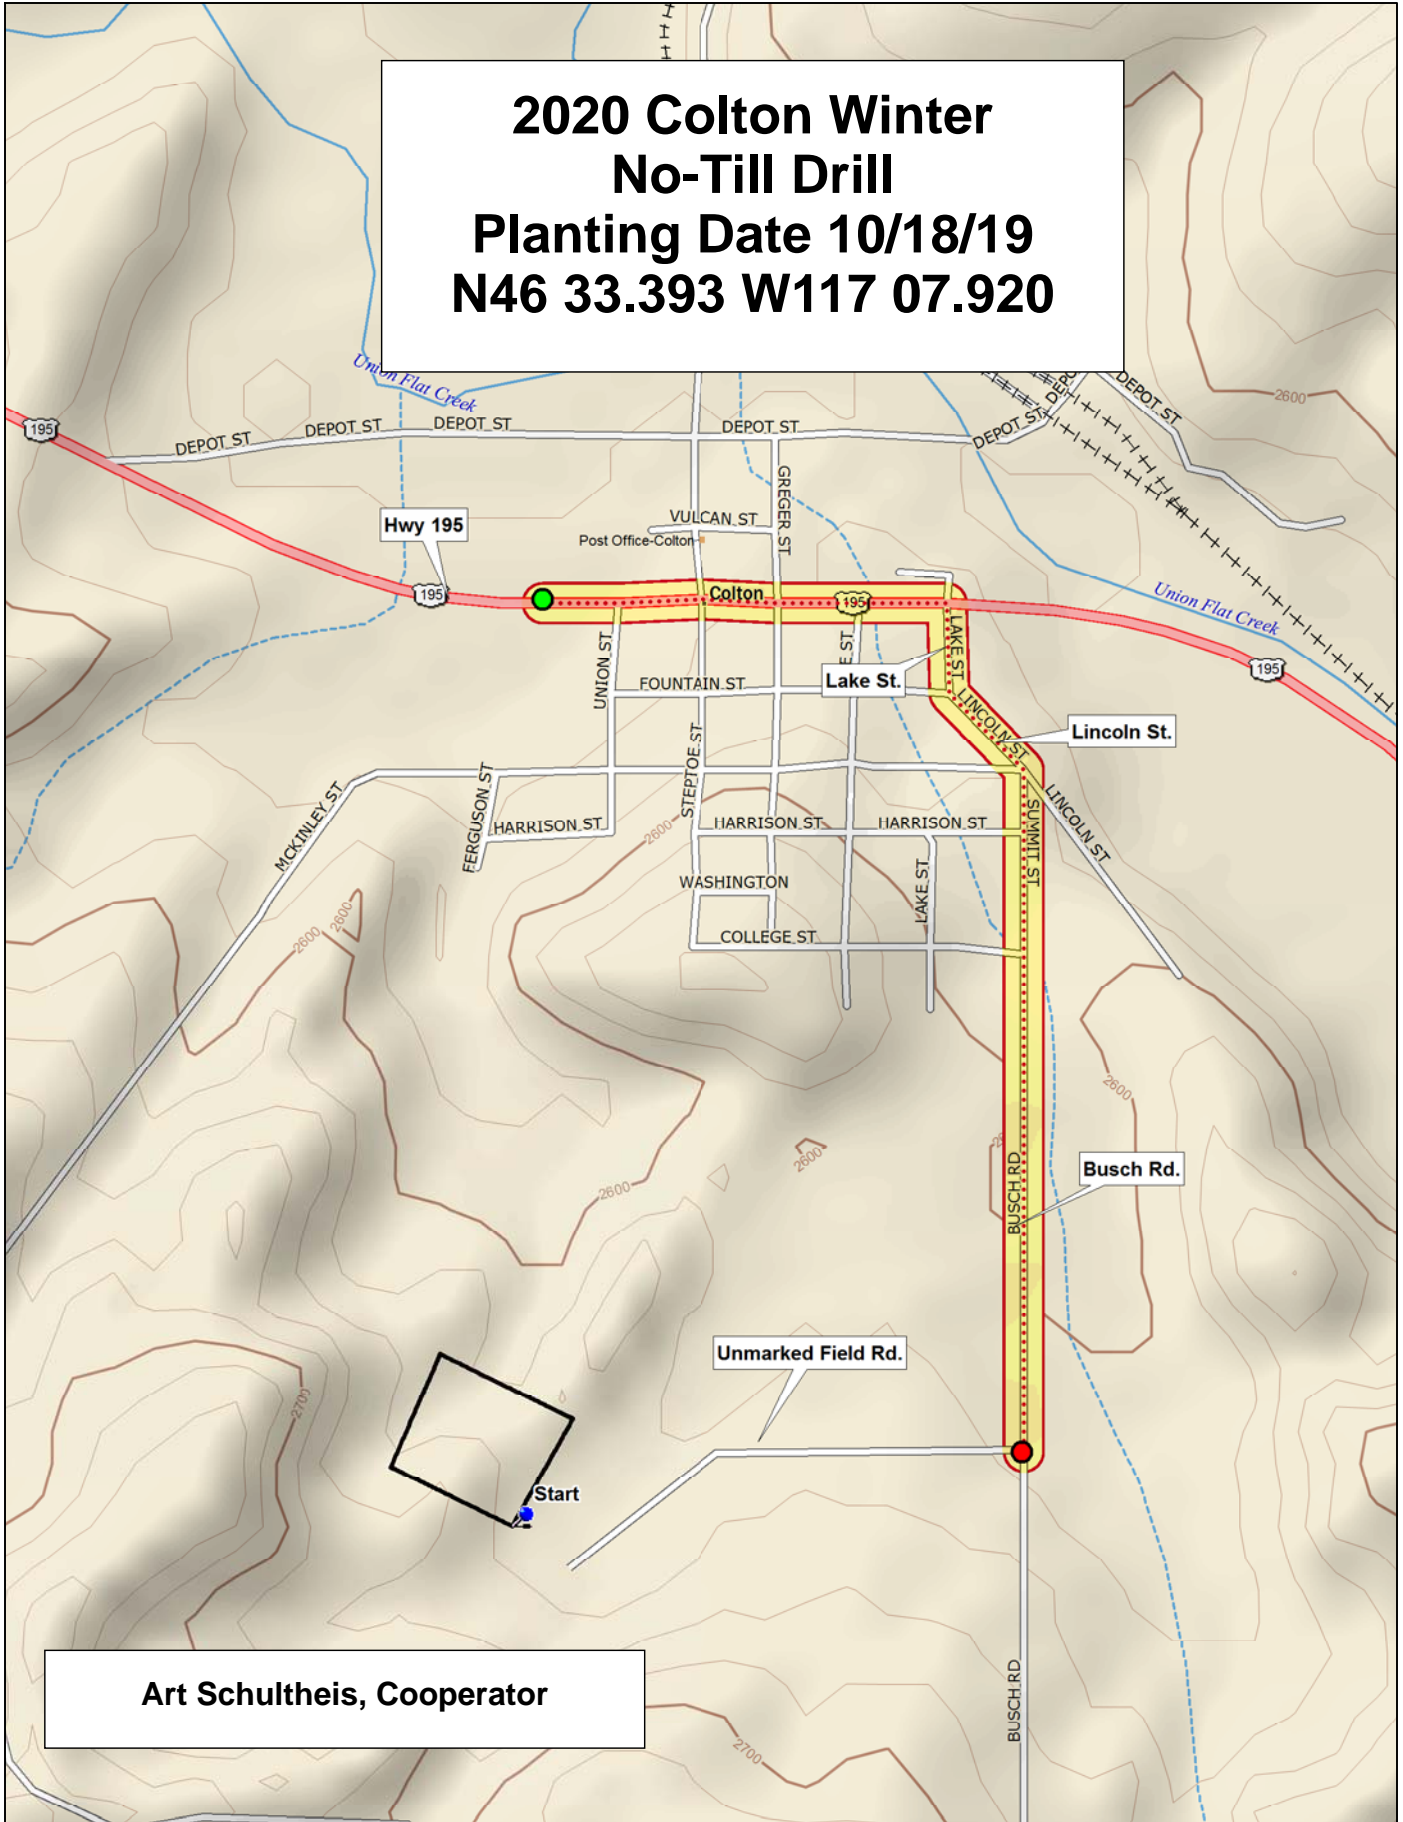 2020 Colton Winter
No-Till Drill
Planting Date 10/18/19
N46 33.393 W117 07.920
Union Flat Creek
DEPOT ST
2600
195
DEPOT ST
DEPOT ST
DEPOT ST
DEPOT ST
DEPOT ST
GREGER ST
Hwy 195
VULCAN ST
Post Office-Colton
195
Colton
195
Union Flat Creek
195
LAKE ST
UNION ST
FOUNTAIN ST
Lake St.
LINCOLN ST
Lincoln St.
STEPTOE ST
MCKINLEY ST
FERGUSON ST
HARRISON ST
2600
HARRISON ST
HARRISON ST
SUMMIT ST
LINCOLN ST
WASHINGTON
LAKE ST
2600
2600
COLLEGE ST
2600
2600
2600
BUSCH RD
Busch Rd.
Unmarked Field Rd.
2700
Start
BUSCH RD
Art Schultheis, Cooperator
2700